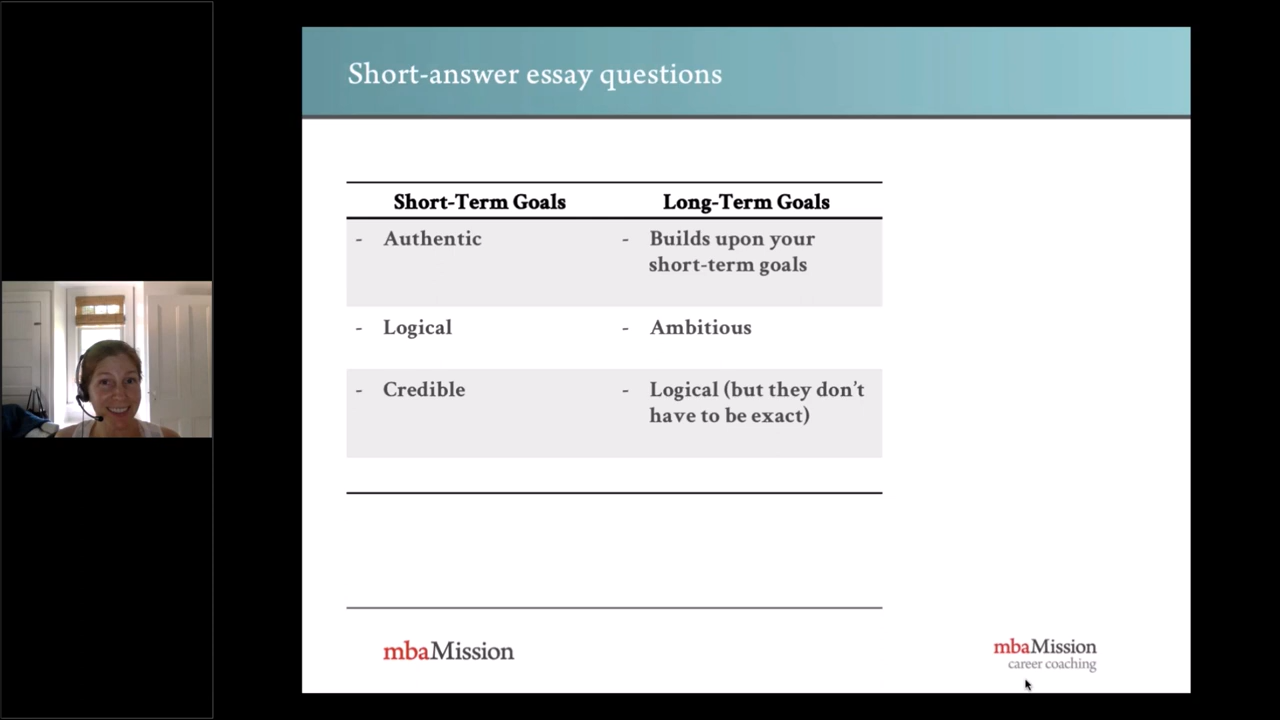 Short-answer essay questions
Short-Term Goals Long-Term Goals
- Authentic - Builds upon your
short-term goals
- Logical - Ambitious
- Credible - Logical (but they don't
have to be exact)
mbaMission mbaMission
career coaching